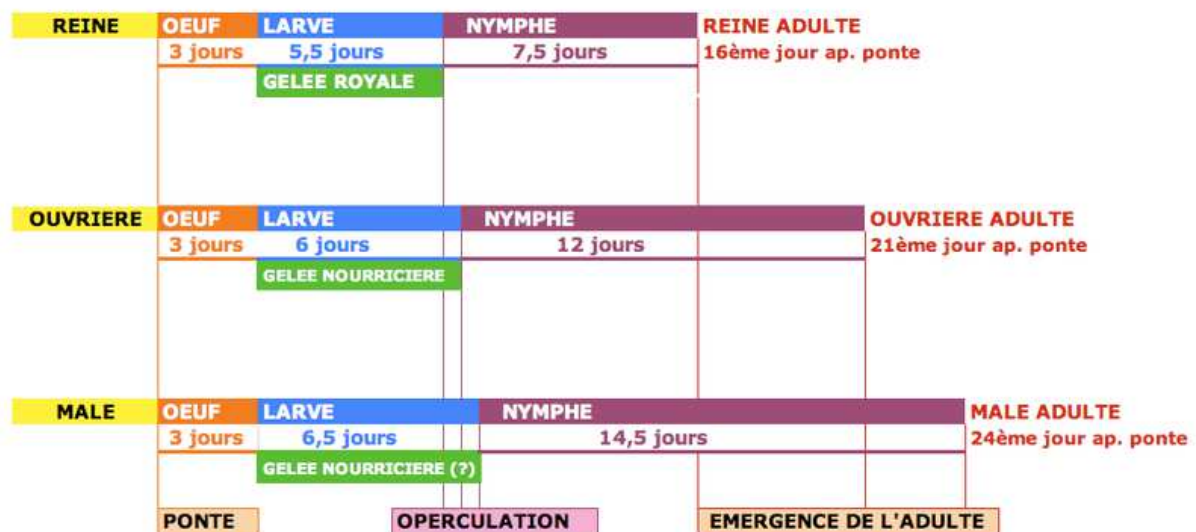 REINE OEUF LARVE NYMPHE REINE ADULTE
3 jours 5,5 jours 7,5 jours 16ème jour ap. ponte
GELEE ROYALE
OUVRIERE OEUF LARVE NYMPHE OUVRIERE ADULTE
3 jours 6 jours 12 jours 21ème jour ap. ponte
GELEE NOURRICIERE
MALE OEUF LARVE NYMPHE MALE ADULTE
3 jours 6,5 jours 14,5 jours 24ème jour ap. ponte
GELEE NOURRICIERE (?)
PONTE OPERCULATION EMERGENCE DE L'ADULTE